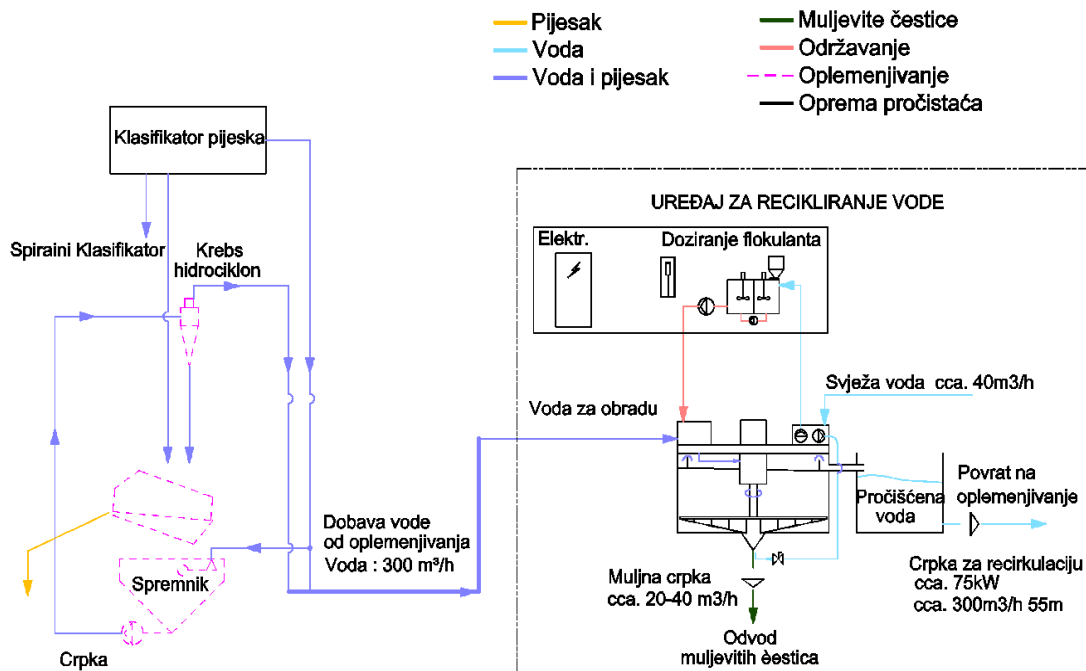 Pijesak
Voda
Voda i pijesak
Muljevite čestice
Održavanje
Oplemenjivanje
Oprema pročistaća
Klasifikator pijeska
Spiraini Klasifikator
Krebs
hidrociklon
Spremnik
Crpka
Dobava vode
od oplemenjivanja
Voda : 300 m³/h
UREĐAJ ZA RECIKLIRANJE VODE
Elektr.
Doziranje flokulanta
Voda za obradu
Svježa voda cca. 40m3/h
Pročišćena
voda
Povrat na
oplemenjivanje
Crpka za recirkulaciju
cca. 75kW
cca. 300m3/h 55m
Muljna crpka
cca. 20-40 m3/h
Odvod
muljevitih èestica